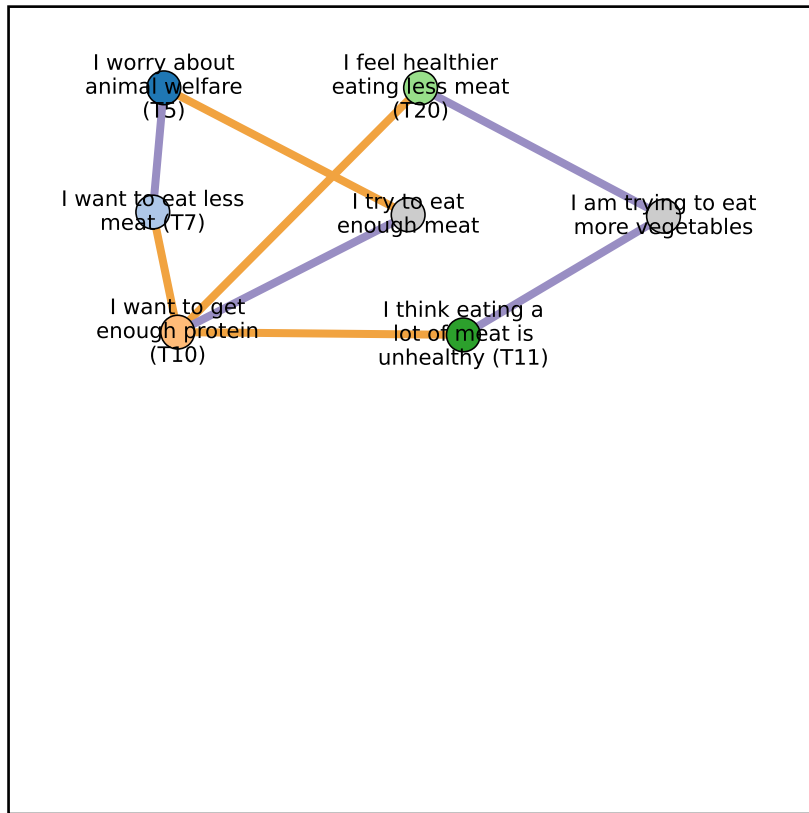 I worry about
animal welfare
(T5)
I feel healthier
eating less meat
(T20)
I want to eat less
meat (T7)
I try to eat
enough meat
I am trying to eat
more vegetables
I want to get
enough protein
(T10)
I think eating a
lot of meat is
unhealthy (T11)